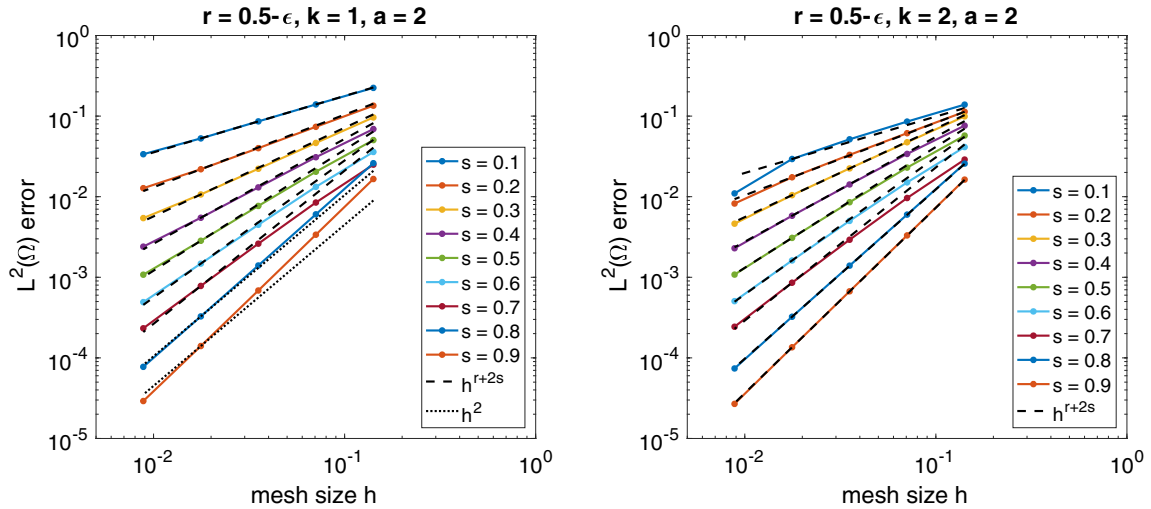 r = 0.5-ϵ, k = 1, a = 2
10^0
10^-1
10^-2
10^-3
10^-4
10^-5
L^2(Ω) error
10^-2
10^-1
10^0
mesh size h
s = 0.1
s = 0.2
s = 0.3
s = 0.4
s = 0.5
s = 0.6
s = 0.7
s = 0.8
s = 0.9
h^r+2s
h^2
r = 0.5-ϵ, k = 2, a = 2
10^0
10^-1
10^-2
10^-3
10^-4
10^-5
L^2(Ω) error
10^-2
10^-1
10^0
mesh size h
s = 0.1
s = 0.2
s = 0.3
s = 0.4
s = 0.5
s = 0.6
s = 0.7
s = 0.8
s = 0.9
h^r+2s